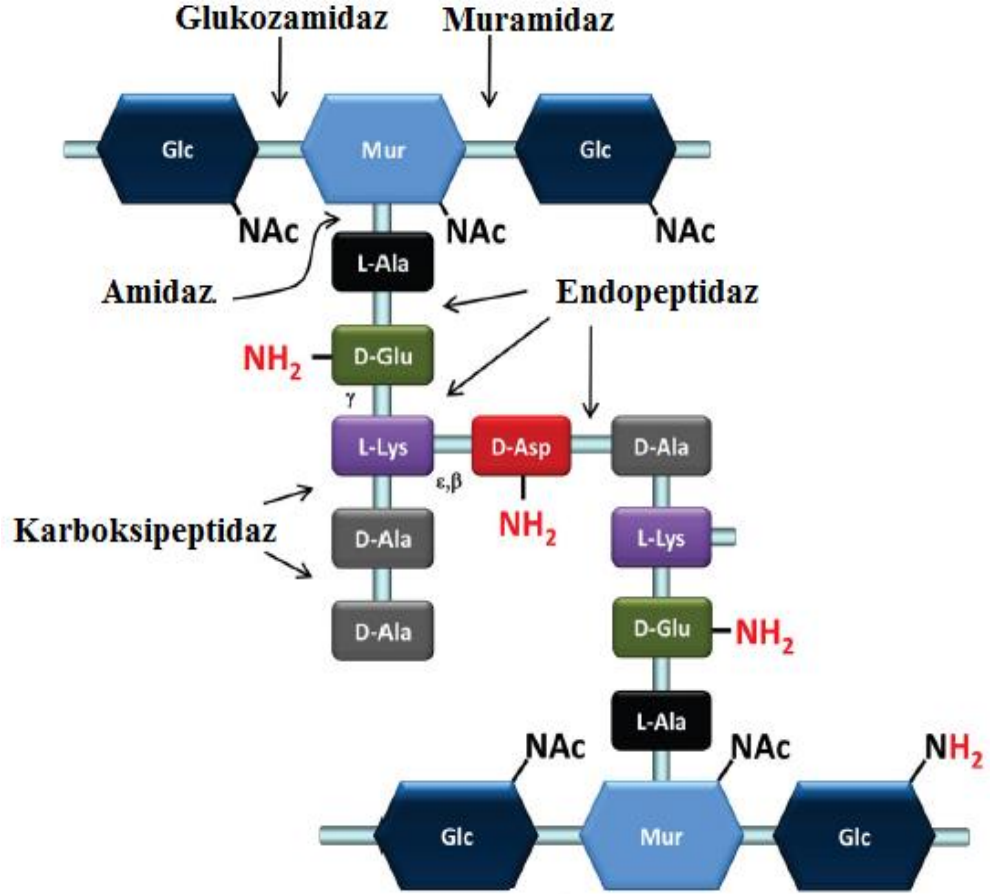 Glukozamidaz Muramidaz
Glc Mur Glc
NAc NAc NAc
L-Ala
Amidaz Endopeptidaz
NH2 D-Glu
γ
L-Lys D-Asp D-Ala
ε,β
NH2
Karboksipeptidaz
D-Ala L-Lys
D-Ala D-Glu NH2
L-Ala
NAc NAc NH2
Glc Mur Glc